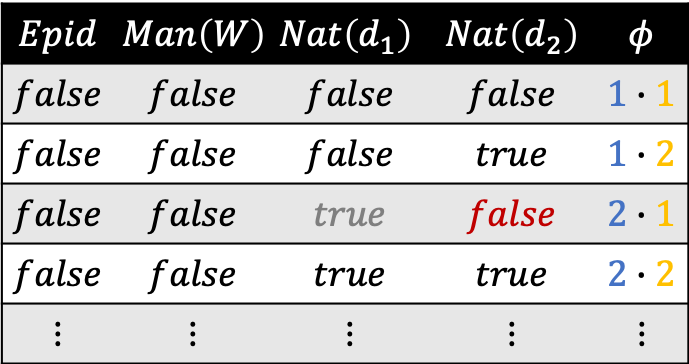 Epid Man(W) Nat(d₁) Nat(d₂) ϕ
false false false false 1 · 1
false false false true 1 · 2
false false true false 2 · 1
false false true true 2 · 2
⋮ ⋮ ⋮ ⋮ ⋮